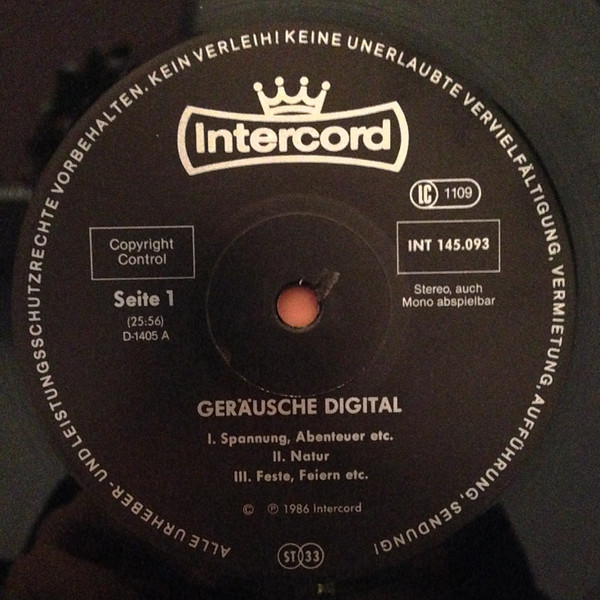 ALLE URHEBER- UND LEISTUNGSSCHUTZRECHTE VORBEHALTEN. KEIN VERLEIH! KEINE UNERLAUBTE VERVIELFÄLTIGUNG, VERMIETUNG, AUFFÜHRUNG, SENDUNG!
Intercord
LC 1109
Copyright
Control
INT 145.093
Seite 1
(25:56)
D-1405 A
Stereo, auch
Mono abspielbar
GERÄUSCHE DIGITAL
I. Spannung, Abenteuer etc.
II. Natur
III. Feste, Feiern etc.
© ℗ 1986 Intercord
ST 33